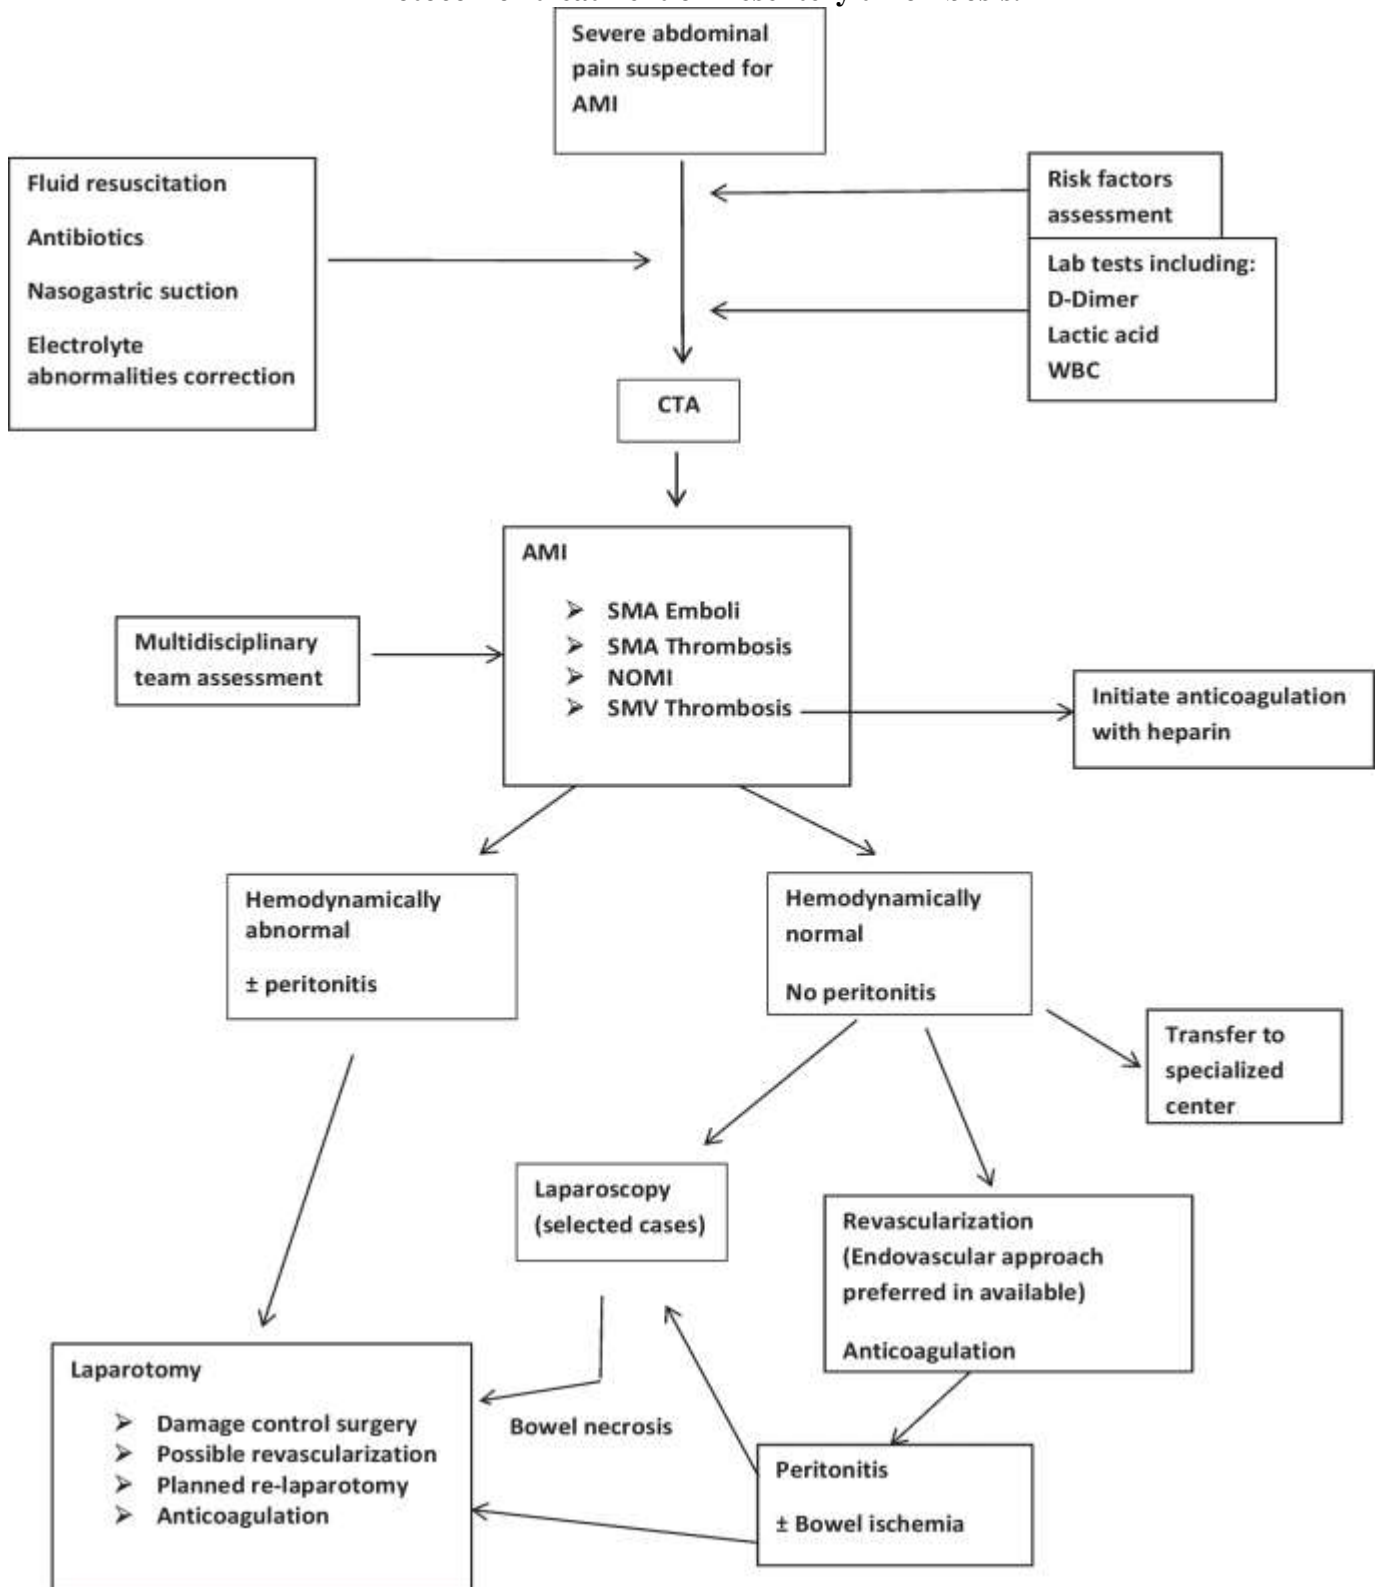 Severe abdominal
pain suspected for
AMI
Fluid resuscitation
Antibiotics
Nasogastric suction
Electrolyte
abnormalities correction
Risk factors
assessment
Lab tests including:
D-Dimer
Lactic acid
WBC
CTA
AMI
➢ SMA Emboli
➢ SMA Thrombosis
➢ NOMI
➢ SMV Thrombosis
Multidisciplinary
team assessment
Initiate anticoagulation
with heparin
Hemodynamically
abnormal
± peritonitis
Hemodynamically
normal
No peritonitis
Transfer to
specialized
center
Laparoscopy
(selected cases)
Revascularization
(Endovascular approach
preferred in available)
Anticoagulation
Laparotomy
➢ Damage control surgery
➢ Possible revascularization
➢ Planned re-laparotomy
➢ Anticoagulation
Bowel necrosis
Peritonitis
± Bowel ischemia